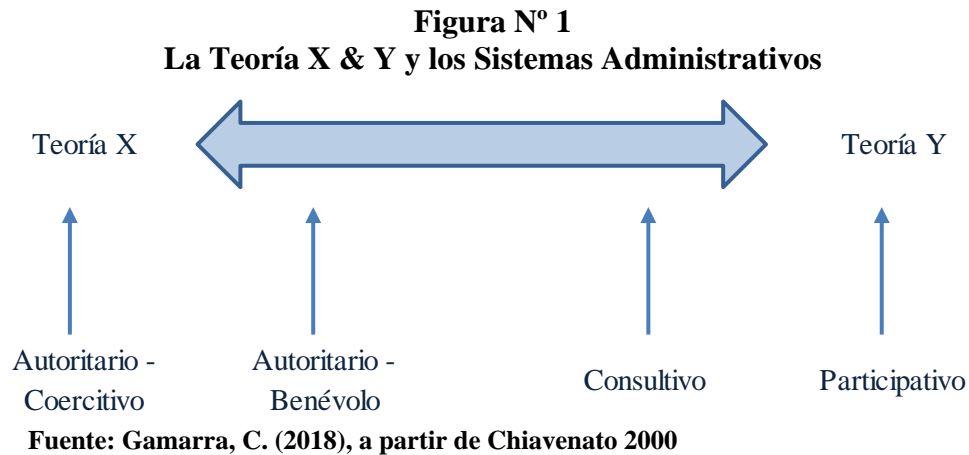 Figura Nº 1
La Teoría X & Y y los Sistemas Administrativos
Teoría X
Teoría Y
Autoritario -
Coercitivo
Autoritario -
Benévolo
Consultivo
Participativo
Fuente: Gamarra, C. (2018), a partir de Chiavenato 2000